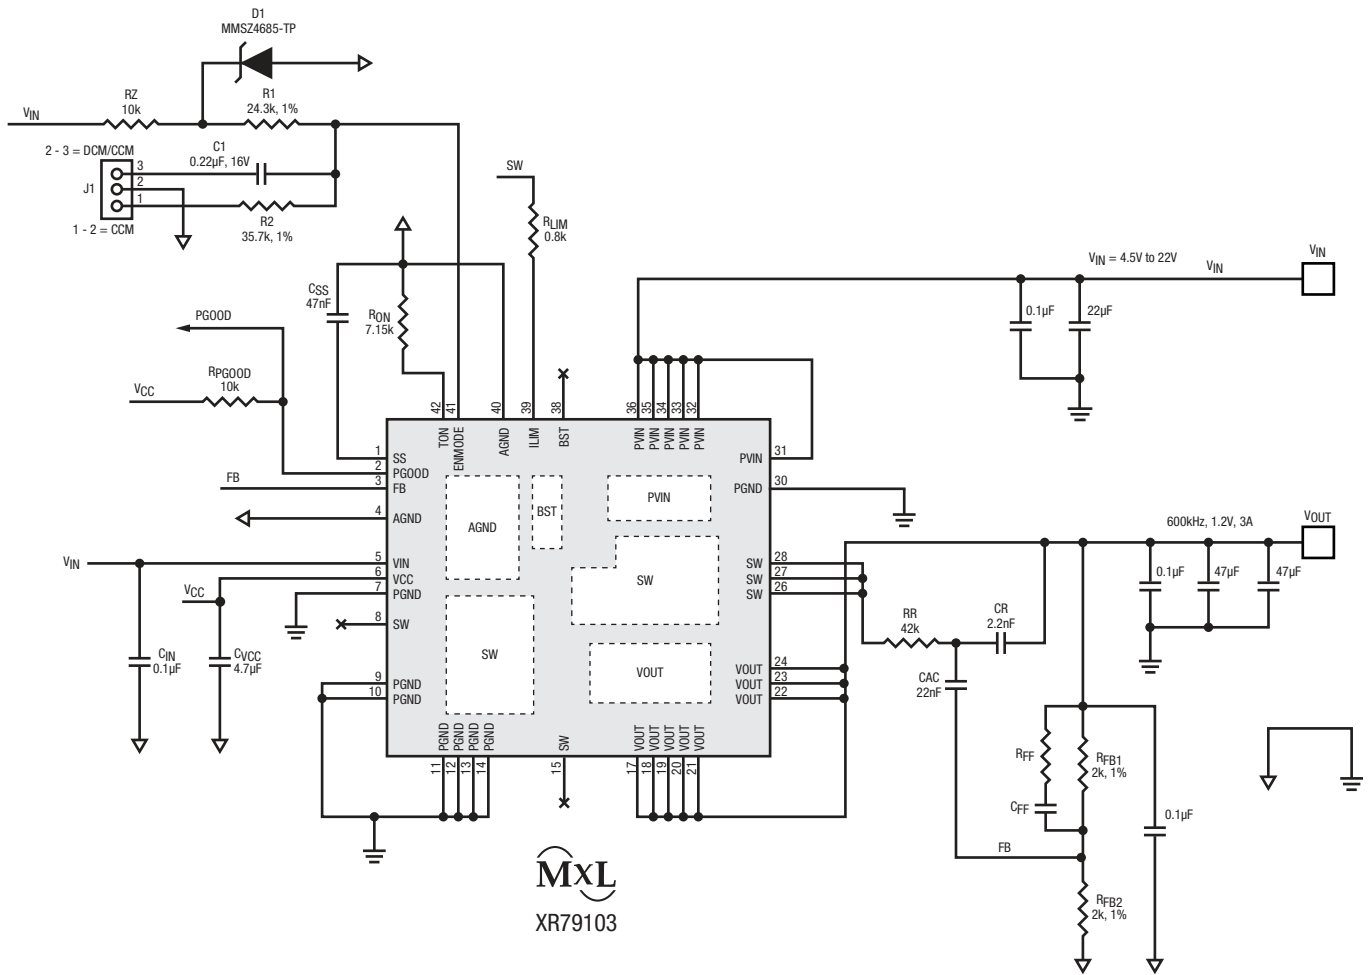 D1
MMSZ4685-TP
VIN
RZ
10k
R1
24.3k, 1%
2 - 3 = DCM/CCM
C1
0.22µF, 16V
J1
3
2
1
1 - 2 = CCM
R2
35.7k, 1%
SW
RLIM
0.8k
CSS
47nF
RON
7.15k
PGOOD
RPGOOD
10k
VCC
VIN = 4.5V to 22V
VIN
VIN
0.1µF
22µF
42
41
40
39
38
36
35
34
33
32
TON
ENMODE
AGND
ILIM
BST
PVIN
PVIN
PVIN
PVIN
PVIN
1
SS
2
PGOOD
FB
3
FB
4
AGND
VIN
5
VIN
6
VCC
VCC
7
PGND
8
SW
CIN
0.1µF
CVCC
4.7µF
9
PGND
10
PGND
AGND
BST
PVIN
SW
SW
VOUT
PVIN
31
PGND
30
SW
28
SW
27
SW
26
VOUT
24
VOUT
23
VOUT
22
PGND
PGND
PGND
PGND
SW
VOUT
VOUT
VOUT
VOUT
VOUT
11
12
13
14
15
17
18
19
20
21
600kHz, 1.2V, 3A
VOUT
0.1µF
47µF
47µF
RR
42k
CR
2.2nF
CAC
22nF
RFF
RFB1
2k, 1%
CFF
0.1µF
FB
RFB2
2k, 1%
MXL
XR79103